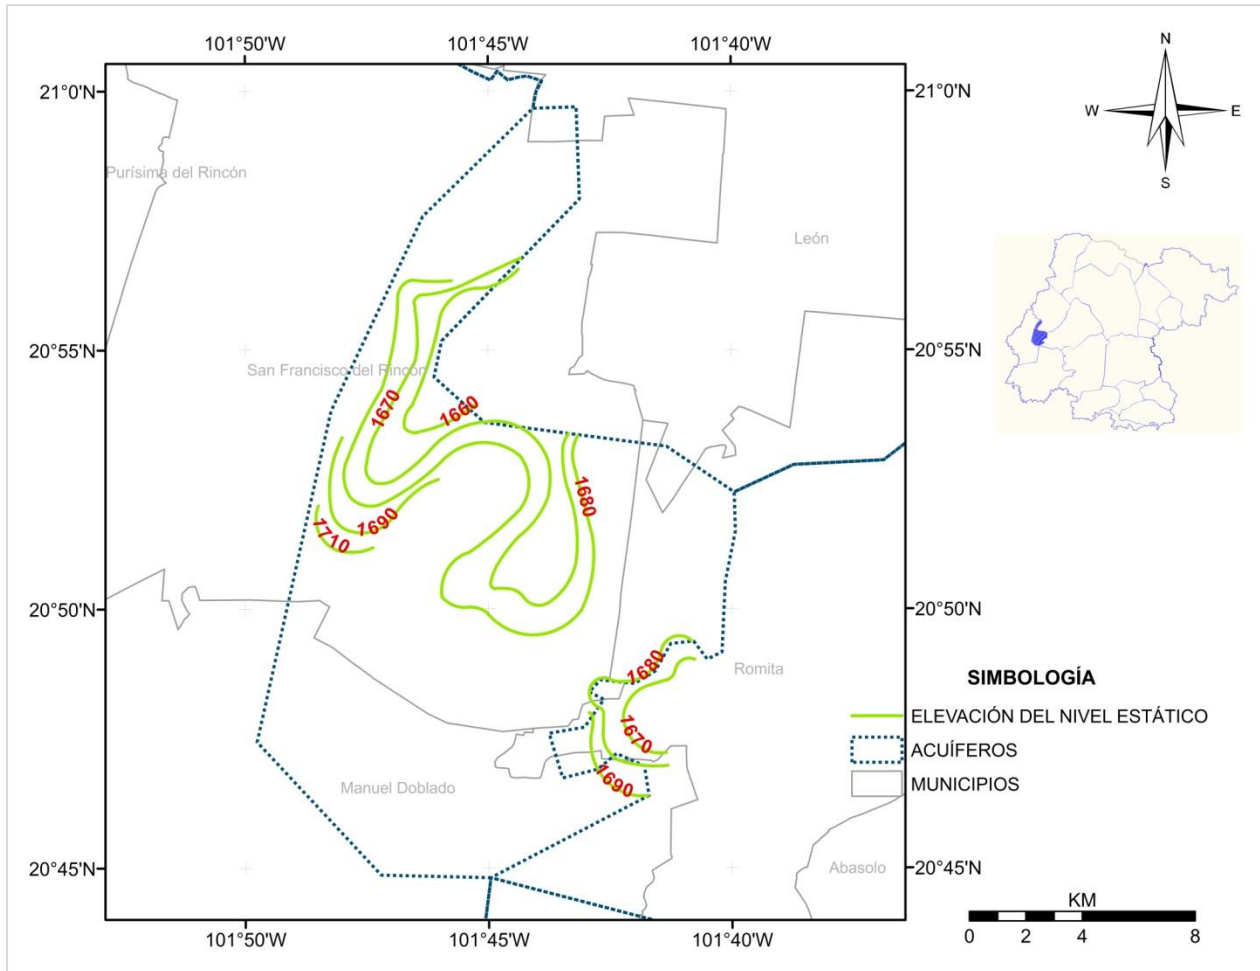 101°50'W
101°45'W
101°40'W
N
W
E
S
21°0'N
21°0'N
Purísima del Rincón
León
20°55'N
20°55'N
San Francisco del Rincón
1670
1660
1680
1690
1710
20°50'N
20°50'N
1680
Romita
1670
1690
Manuel Doblado
Abasolo
20°45'N
20°45'N
101°50'W
101°45'W
101°40'W
SIMBOLOGÍA
ELEVACIÓN DEL NIVEL ESTÁTICO
ACUÍFEROS
MUNICIPIOS
KM
0 2 4 8